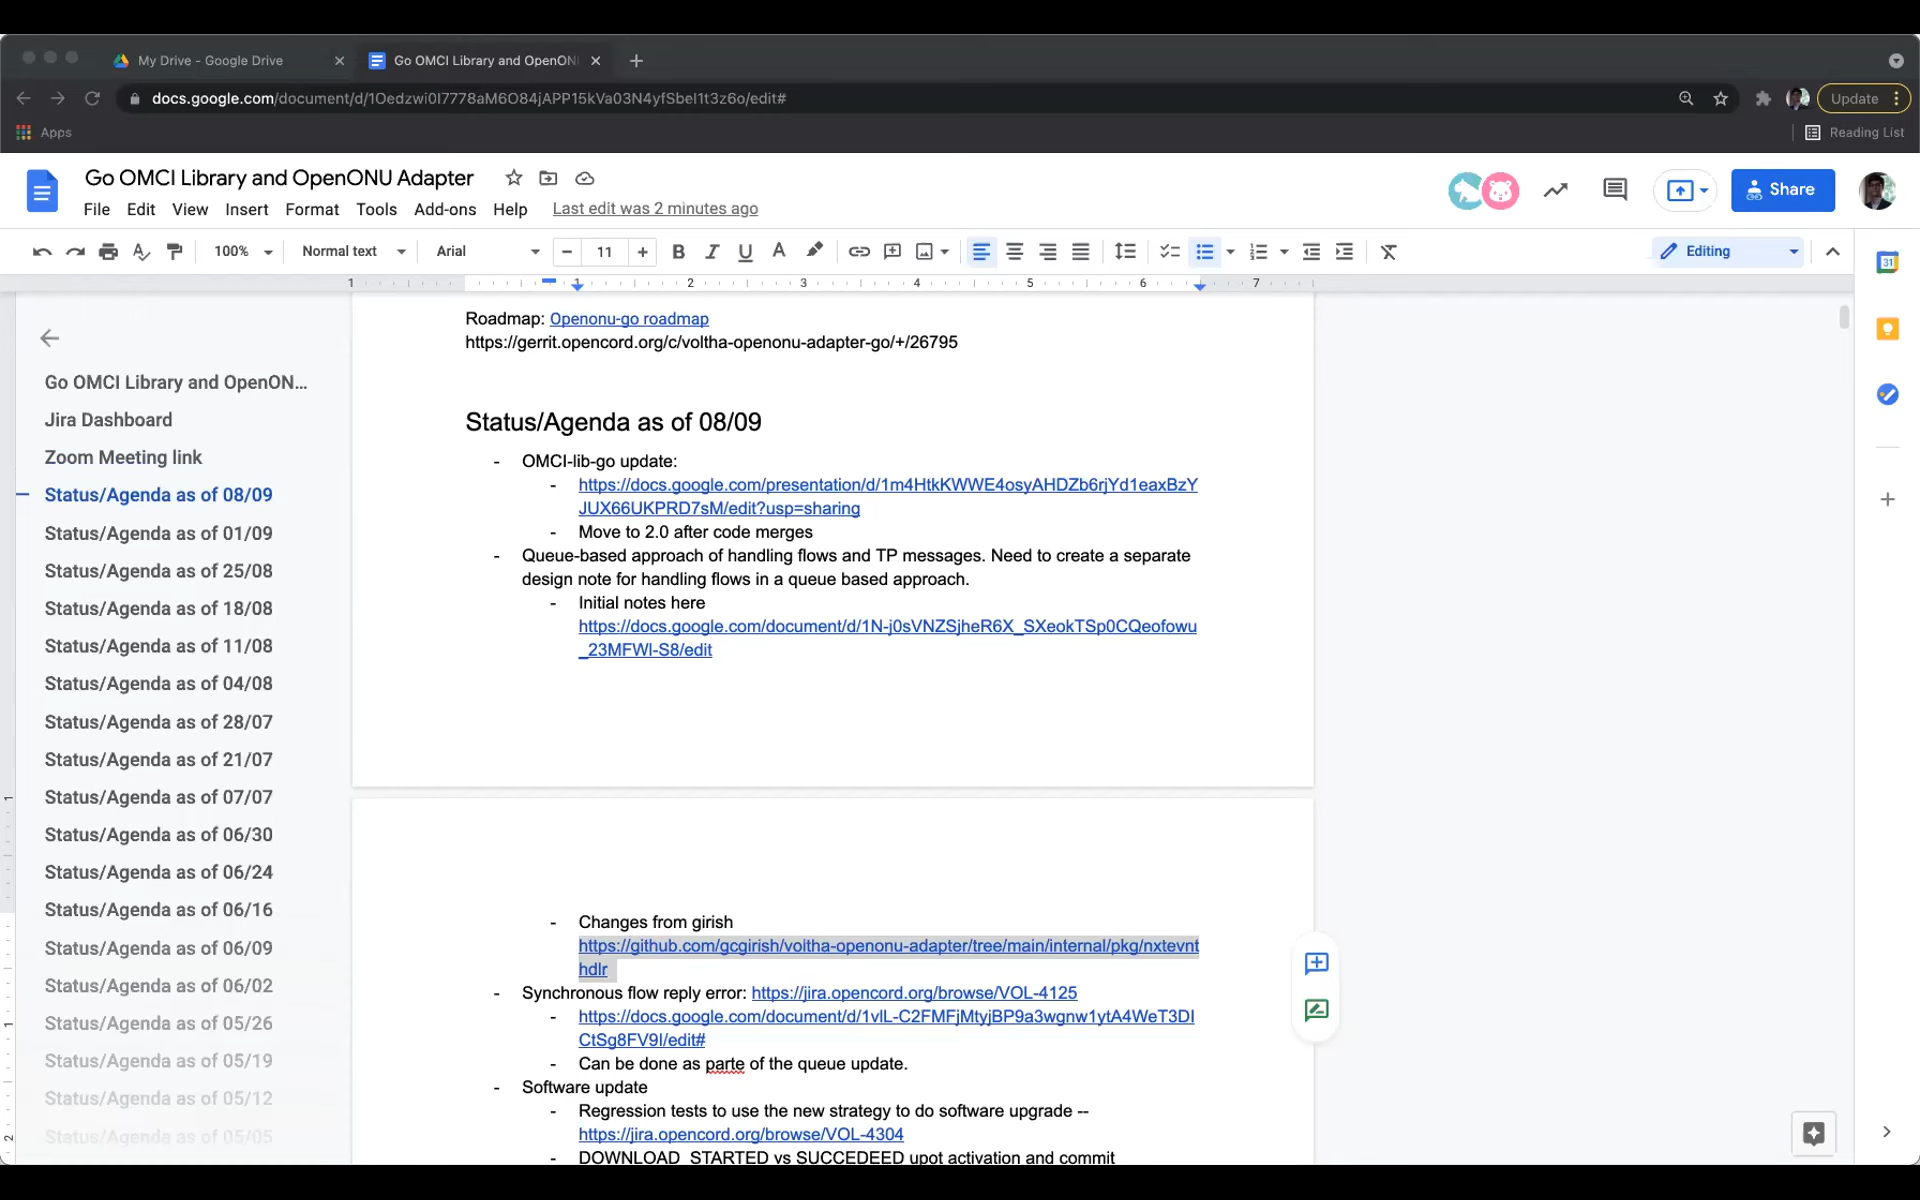 My Drive - Google Drive
Go OMCI Library and OpenON
docs.google.com/document/d/1Oedzwi0I7778aM6O84jAPP15kVa03N4yfSbeI1t3z6o/edit#
Update
Apps
Reading List
Go OMCI Library and OpenONU Adapter
File Edit View Insert Format Tools Add-ons Help Last edit was 2 minutes ago
Share
100% Normal text Arial 11 Editing
1 1 2 3 4 5 6 7
Roadmap: Openonu-go roadmap
https://gerrit.opencord.org/c/voltha-openonu-adapter-go/+/26795
Status/Agenda as of 08/09
- OMCI-lib-go update:
- https://docs.google.com/presentation/d/1m4HtkKWWE4osyAHDZb6rjYd1eaxBzY
JUX66UKPRD7sM/edit?usp=sharing
- Move to 2.0 after code merges
- Queue-based approach of handling flows and TP messages. Need to create a separate
design note for handling flows in a queue based approach.
- Initial notes here
https://docs.google.com/document/d/1N-j0sVNZSjheR6X_SXeokTSp0CQeofowu
_23MFWl-S8/edit
- Changes from girish
https://github.com/gcgirish/voltha-openonu-adapter/tree/main/internal/pkg/nxtevnt
hdlr
- Synchronous flow reply error: https://jira.opencord.org/browse/VOL-4125
- https://docs.google.com/document/d/1vlL-C2FMFjMtyjBP9a3wgnw1ytA4WeT3DI
CtSg8FV9I/edit#
- Can be done as parte of the queue update.
- Software update
- Regression tests to use the new strategy to do software upgrade --
https://jira.opencord.org/browse/VOL-4304
- DOWNLOAD_STARTED vs SUCCEDEED upot activation and commit
Go OMCI Library and OpenON...
Jira Dashboard
Zoom Meeting link
Status/Agenda as of 08/09
Status/Agenda as of 01/09
Status/Agenda as of 25/08
Status/Agenda as of 18/08
Status/Agenda as of 11/08
Status/Agenda as of 04/08
Status/Agenda as of 28/07
Status/Agenda as of 21/07
Status/Agenda as of 07/07
Status/Agenda as of 06/30
Status/Agenda as of 06/24
Status/Agenda as of 06/16
Status/Agenda as of 06/09
Status/Agenda as of 06/02
Status/Agenda as of 05/26
Status/Agenda as of 05/19
Status/Agenda as of 05/12
Status/Agenda as of 05/05